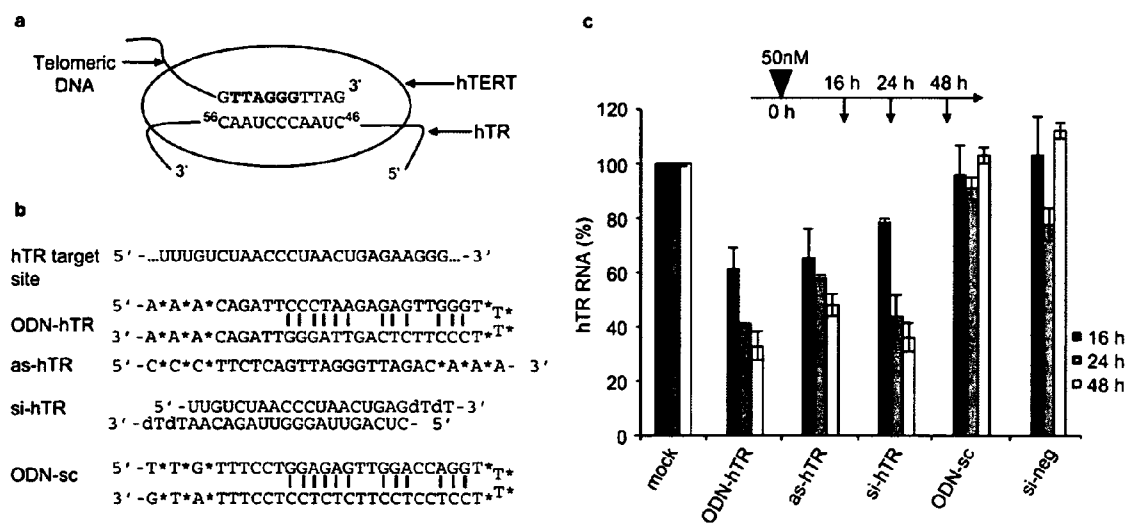 a
Telomeric
DNA
GTTAGGGTTAG 3'
56CAAUCCCAAUC46
hTERT
hTR
3'
5'
b
hTR target
site
5'-…UUUGUCUAACCCUAACUGAGAAGGG…-3'
ODN-hTR
5'-A*A*A*CAGATTCCCTAAGAGAGTTGGGT*T*
3'-A*A*A*CAGATTGGGATTGACTCTTCCCT*T*
as-hTR
5'-C*C*C*TTCTCAGTTAGGGTTAGAC*A*A*A- 3'
si-hTR
5'-UUGUCUAACCCUAACUGAGdTdT-3'
3'-dTdTAACAGAUUGGGAUUGACUC- 5'
ODN-sc
5'-T*T*G*TTTCCTGGAGAGTTGGACCAGGT*T*
3'-G*T*A*TTTCCTCCTCTCTTCCTCCTCCT*T*
c
50nM
16 h 24 h 48 h
0 h
hTR RNA (%)
120
100
80
60
40
20
0
16 h
24 h
48 h
mock
ODN-hTR
as-hTR
si-hTR
ODN-sc
si-neg